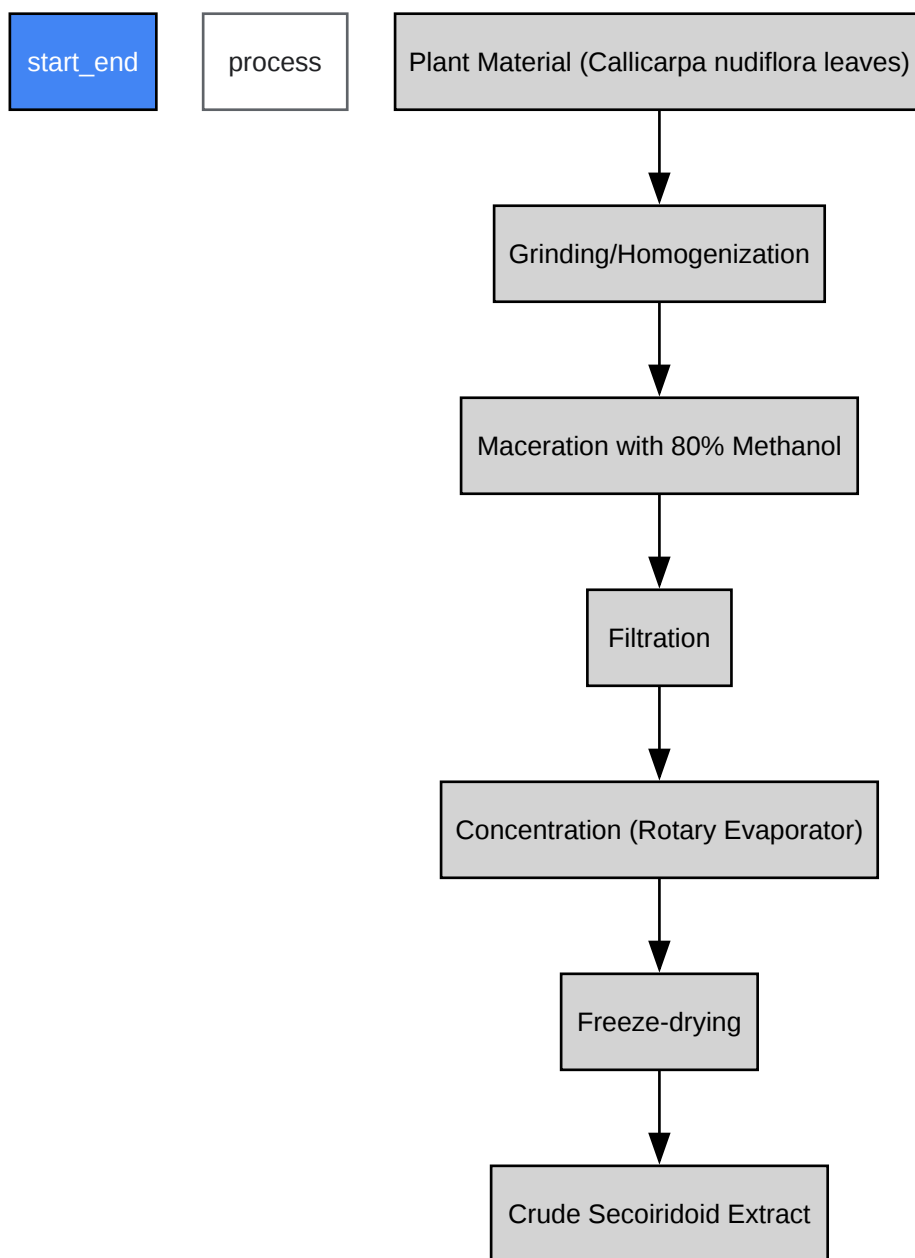 start_end
process
Plant Material (Callicarpa nudiflora leaves)
Grinding/Homogenization
Maceration with 80% Methanol
Filtration
Concentration (Rotary Evaporator)
Freeze-drying
Crude Secoiridoid Extract